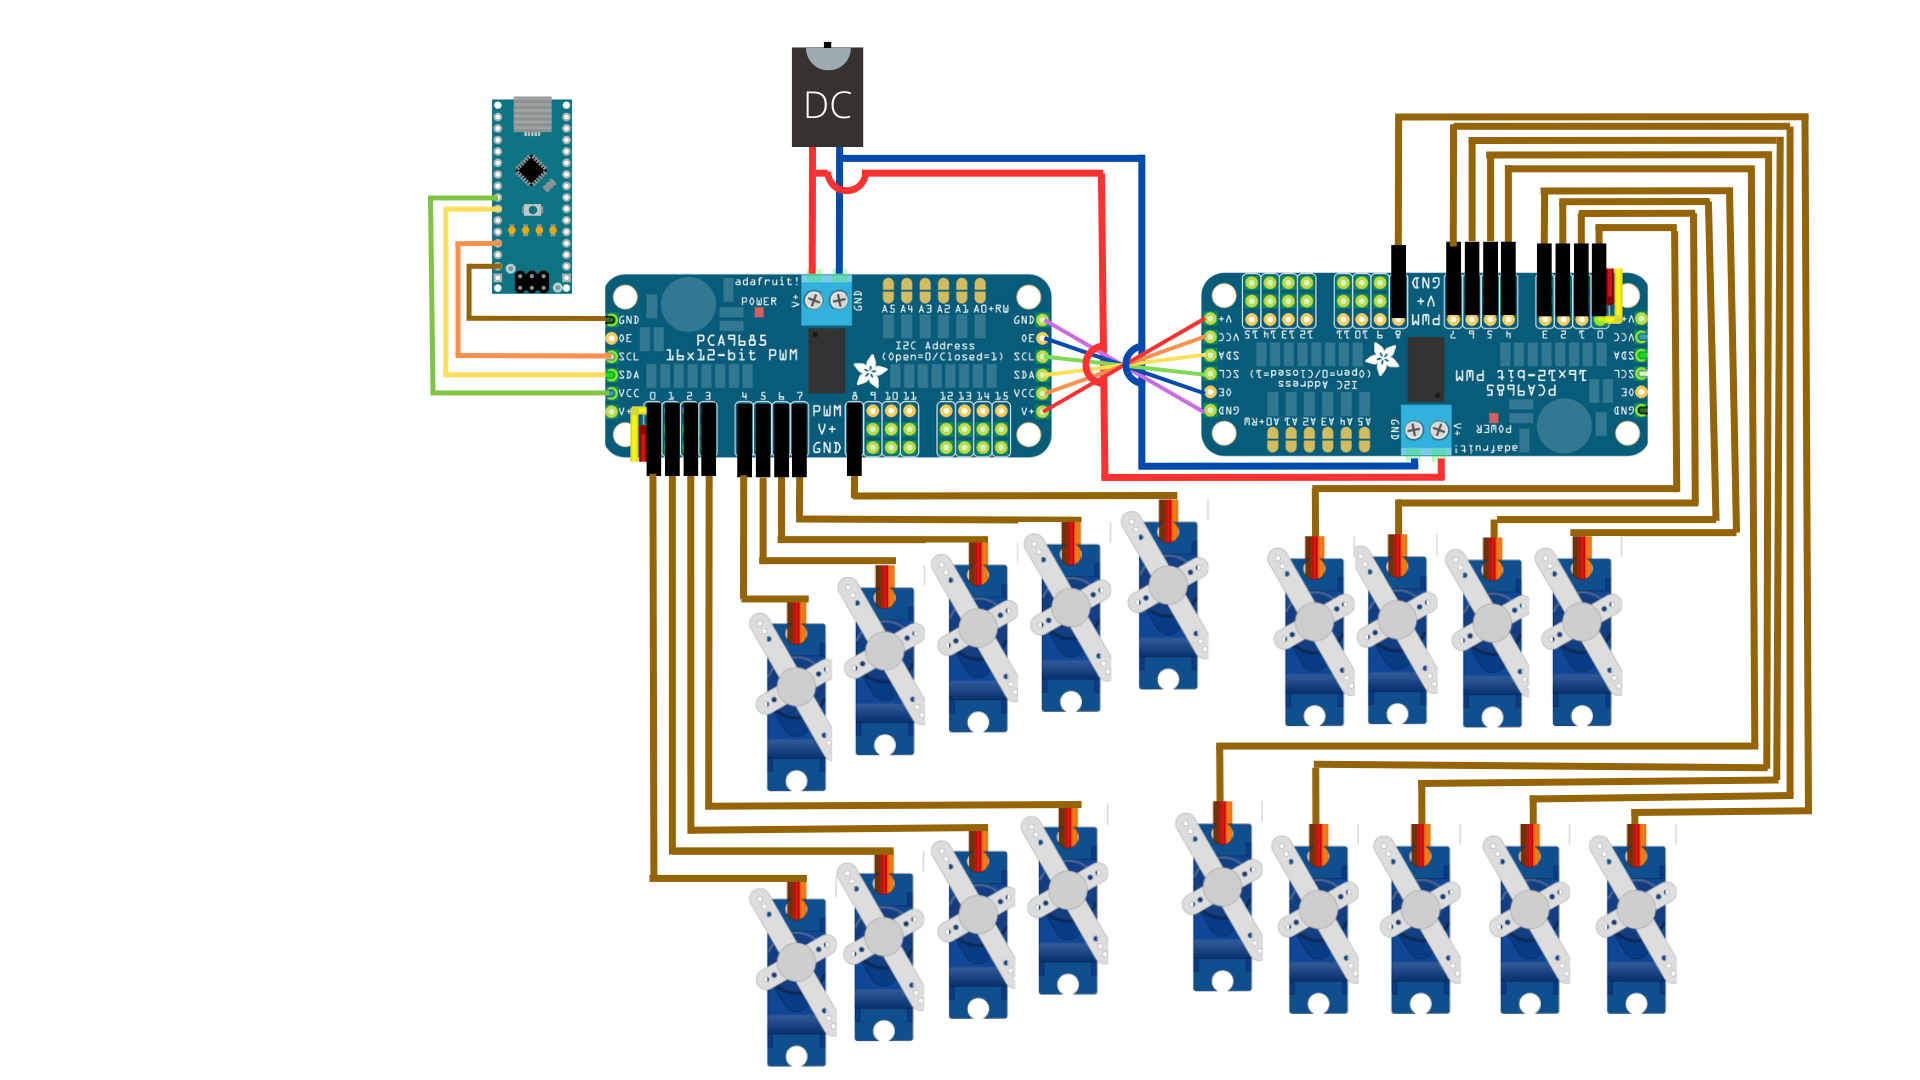 DC
adafruit!
V+
GND
POWER
A5 A4 A3 A2 A1 A0+RW
GND
OE
SCL
SDA
VCC
V+
PCA9685
16x12-bit PWM
I2C Address
(Open=0/Closed=1)
GND
OE
SCL
SDA
VCC
V+
0 1 2 3 4 5 6 7 8 9 10 11 12 13 14 15
PWM
V+
GND
GND
V+
PWM
15 14 13 12 11 10 9 8 7 6 5 4 3 2 1 0
V+
VCC
SDA
SCL
OE
GND
(Open=0/Closed=1)
I2C Address
16x12-bit PWM
PCA9685
V+
VCC
SDA
SCL
OE
GND
A0+RW A1 A2 A3 A4 A5
GND
V+
POWER
adafruit!